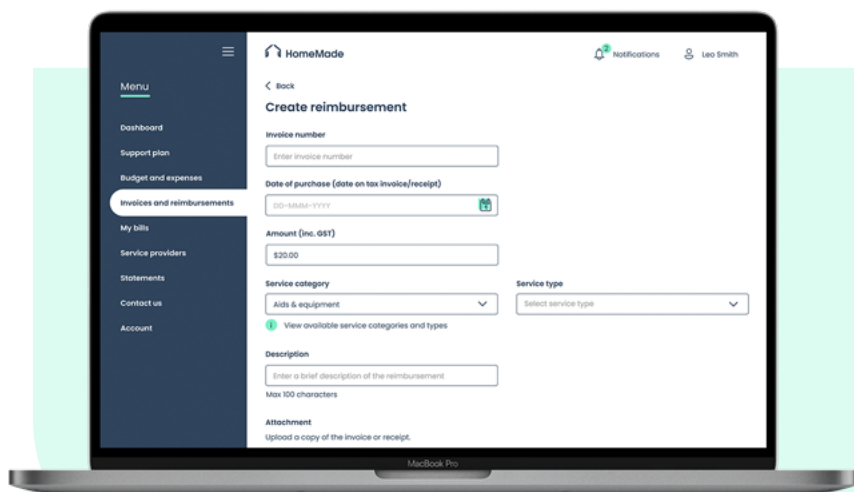 HomeMade
2
Notifications
Leo Smith
Menu
Dashboard
Support plan
Budget and expenses
Invoices and reimbursements
My bills
Service providers
Statements
Contact us
Account
Back
Create reimbursement
Invoice number
Enter invoice number
Date of purchase (date on tax invoice/receipt)
DD-MMM-YYYY
Amount (inc. GST)
$20.00
Service category
Service type
Aids & equipment
Select service type
i
View available service categories and types
Description
Enter a brief description of the reimbursement
Max 100 characters
Attachment
Upload a copy of the invoice or receipt.
MacBook Pro